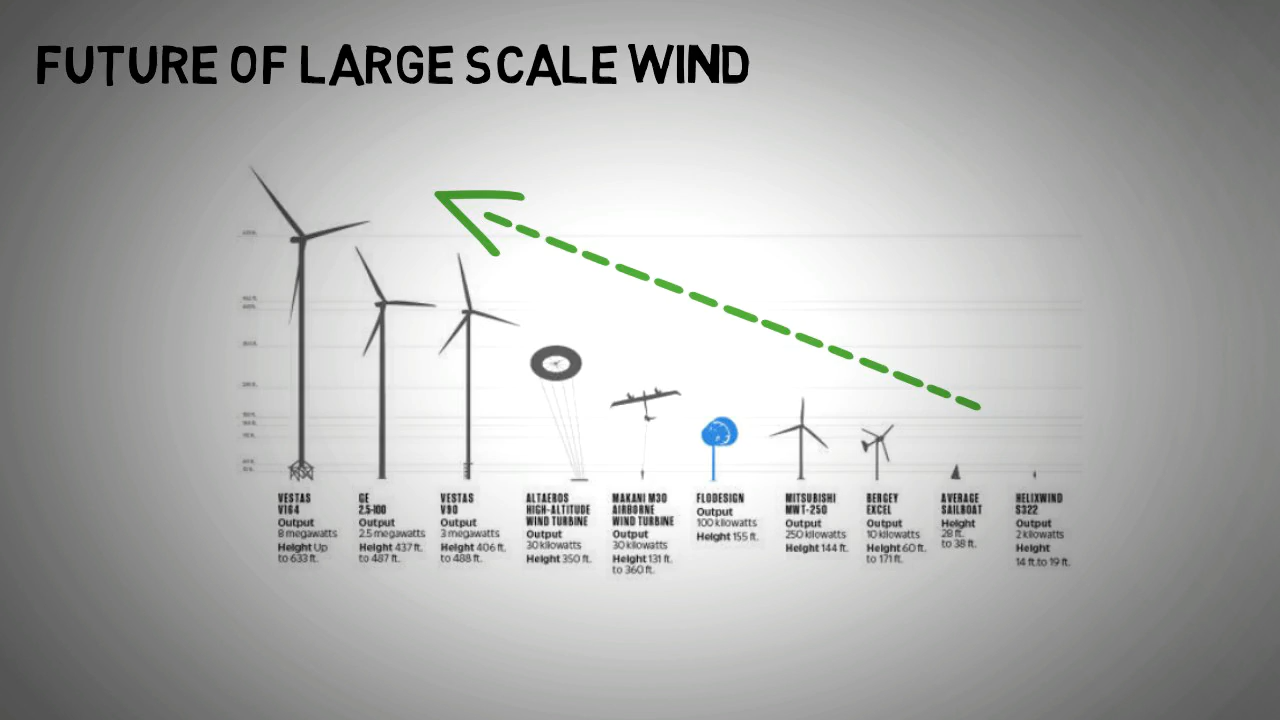 FUTURE OF LARGE SCALE WIND
VESTAS
V164
Output
8 megawatts
Height Up
to 633 ft.
GE
2.5-100
Output
2.5 megawatts
Height 437 ft.
to 487 ft.
VESTAS
V90
Output
3 megawatts
Height 406 ft.
to 488 ft.
ALTAEROS
HIGH-ALTITUDE
WIND TURBINE
Output
30 kilowatts
Height 350 ft.
MAKANI M30
AIRBORNE
WIND TURBINE
Output
30 kilowatts
Height 131 ft.
to 360 ft.
FLODESIGN
Output
100 kilowatts
Height 155 ft.
MITSUBISHI
MWT-250
Output
250 kilowatts
Height 144 ft.
BERGEY
EXCEL
Output
10 kilowatts
Height 60 ft.
to 171 ft.
AVERAGE
SAILBOAT
Height
28 ft.
to 38 ft.
HELIXWIND
S322
Output
2 kilowatts
Height
14 ft.to 19 ft.